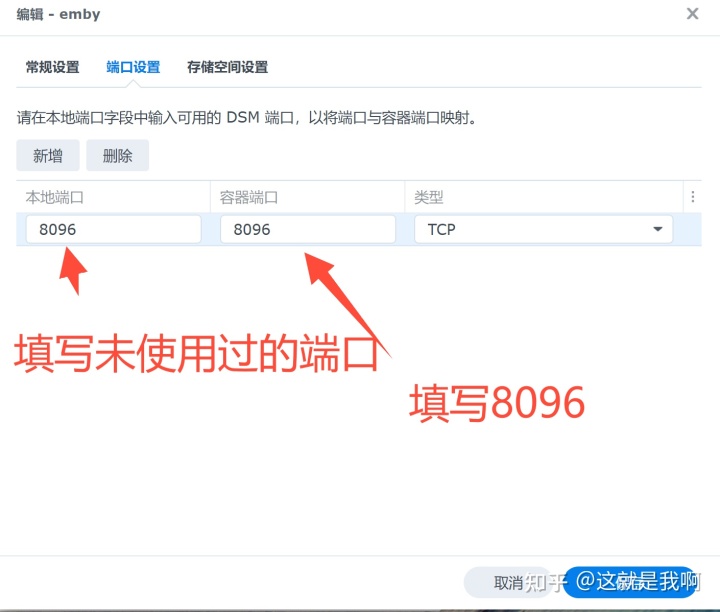 编辑 - emby
常规设置 端口设置 存储空间设置
请在本地端口字段中输入可用的 DSM 端口，以将端口与容器端口映射。
新增 删除
本地端口 容器端口 类型
8096 8096 TCP
填写未使用过的端口
填写8096
取消
知乎 @这就是我啊